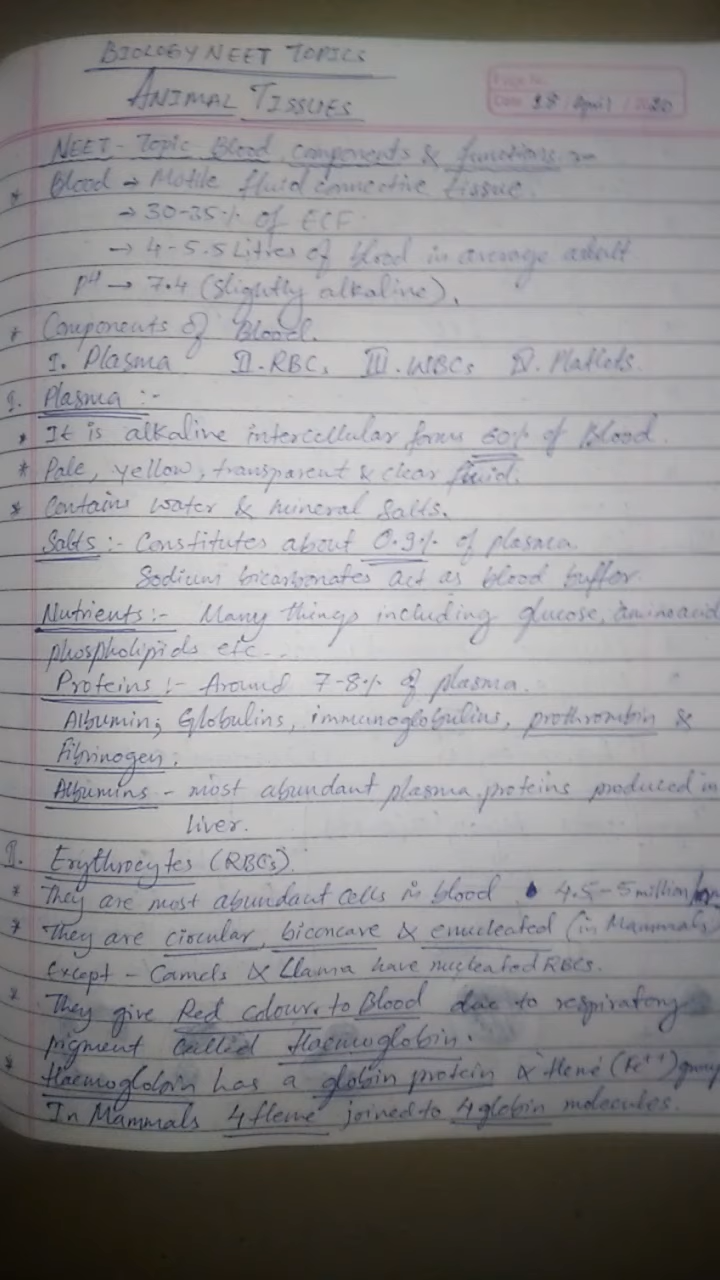 BIOLOGY NEET TOPICS
ANIMAL TISSUES
Page No.
Date 18 April 2020
NEET - Topic Blood components & functions :-
* Blood → Motile fluid connective tissue.
→ 30-35% of ECF.
→ 4-5.5 Litres of blood in average adult
pH → 7.4 (Slightly alkaline).
* Components of Blood.
I. Plasma II. RBCs III. WBCs IV. Platlets.
I. Plasma :-
* It is alkaline intercellular forms 60% of Blood.
* Pale, yellow, transparent & clear fluid.
* Contains water & mineral salts.
Salts :- Constitutes about 0.9% of plasma.
Sodium bicarbonates act as blood buffer.
Nutrients :- Many things including glucose, aminoacid
phospholipids etc...
Proteins :- Around 7-8% of plasma.
Albumin; Globulins, immunoglobulins, prothrombin &
Fibrinogen.
Albumins - most abundant plasma proteins produced in
liver.
II. Erythrocytes (RBCs).
* They are most abundant cells in blood 4.5-5 million/
* They are circular, biconcave & enucleated (in Mammals)
Except - Camels & Llama have nucleated RBCs.
* They give Red colour to Blood due to respiratory
pigment called Haemoglobin.
* Haemoglobin has a globin protein & Heme (Fe++)
In Mammals 4 Heme joined to 4 globin molecules.